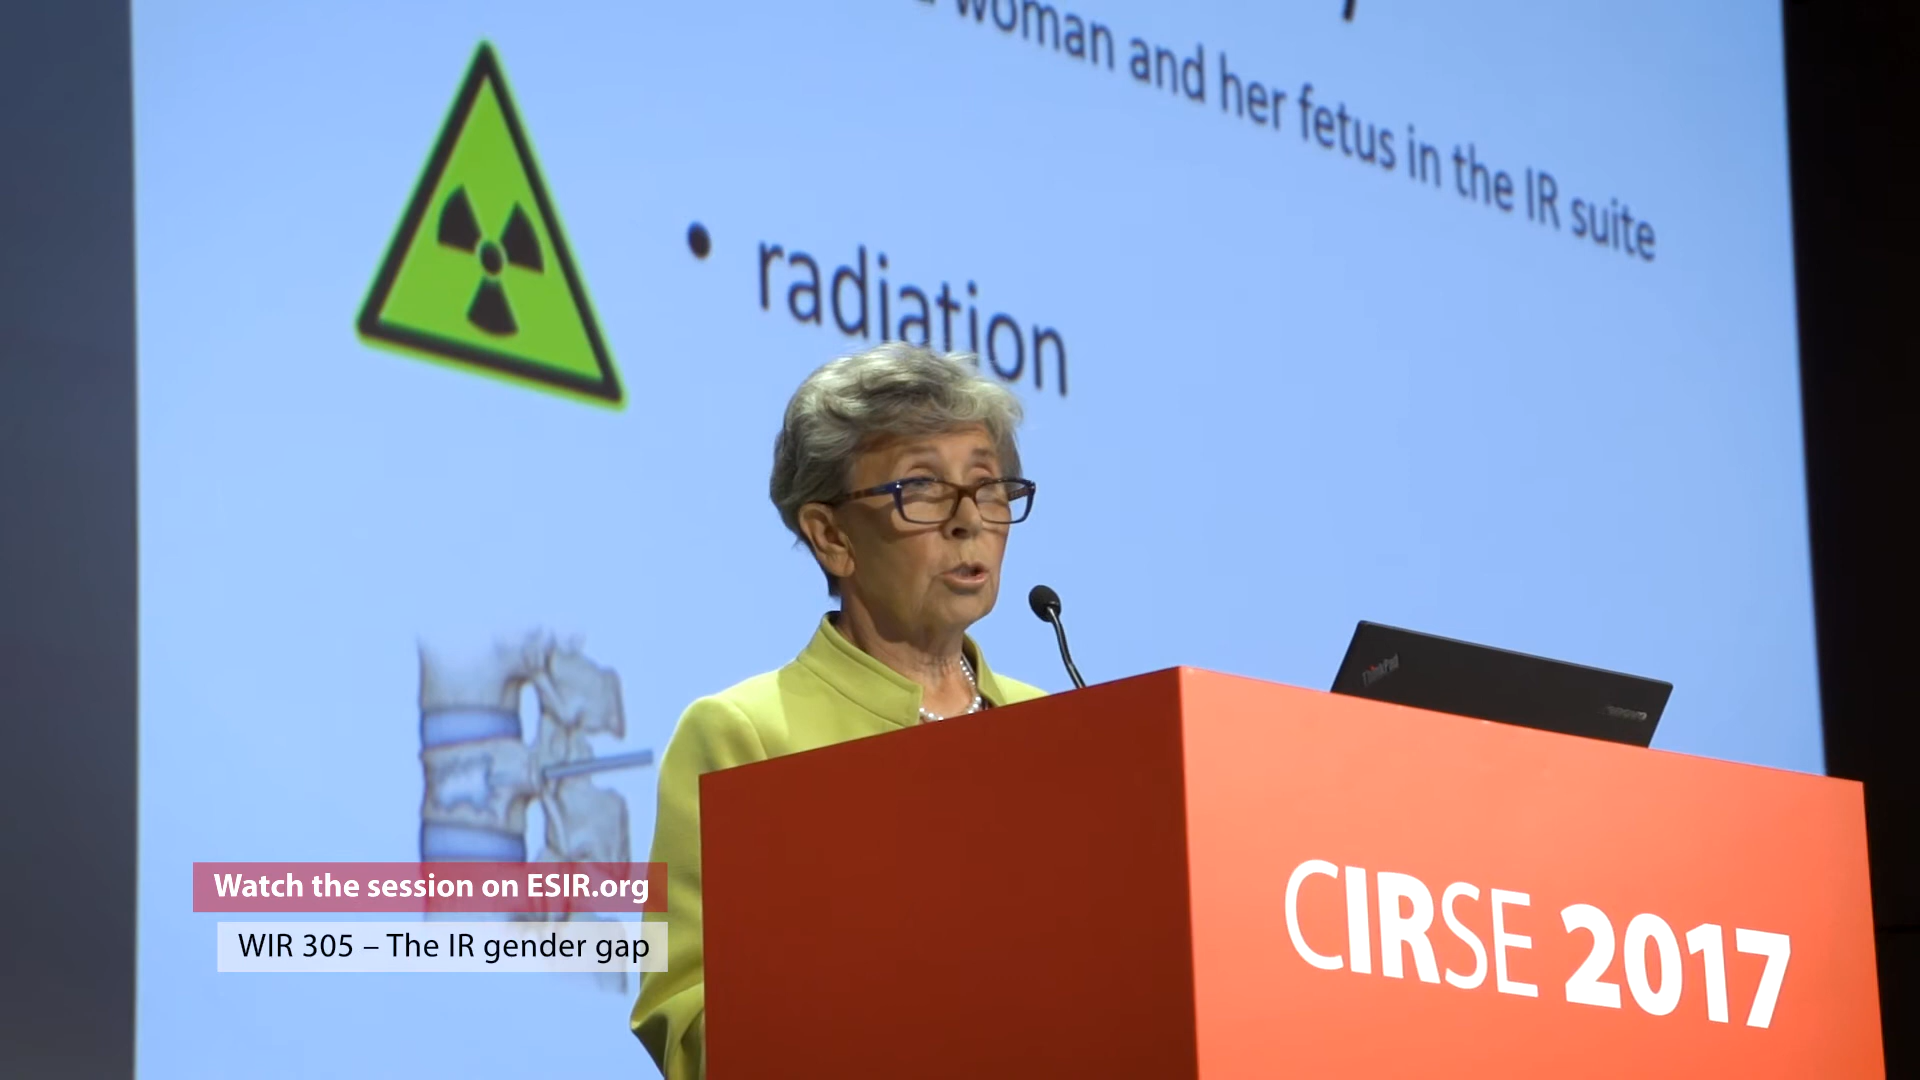 woman and her fetus in the IR suite
• radiation
ThinkPad
Watch the session on ESIR.org
WIR 305 – The IR gender gap
CIRSE 2017